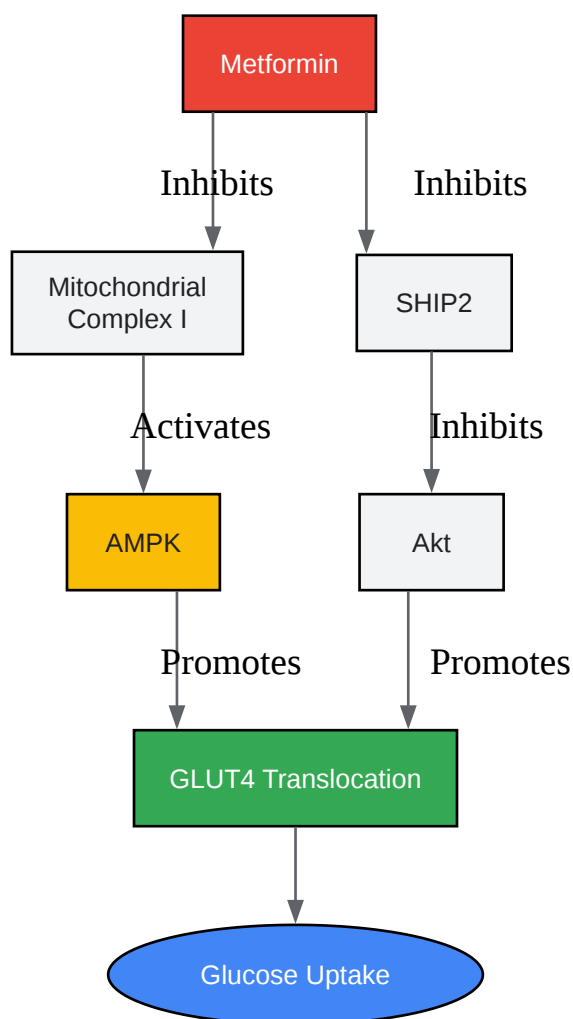 Metformin
Inhibits
Inhibits
Mitochondrial
Complex I
SHIP2
Activates
Inhibits
AMPK
Akt
Promotes
Promotes
GLUT4 Translocation
Glucose Uptake